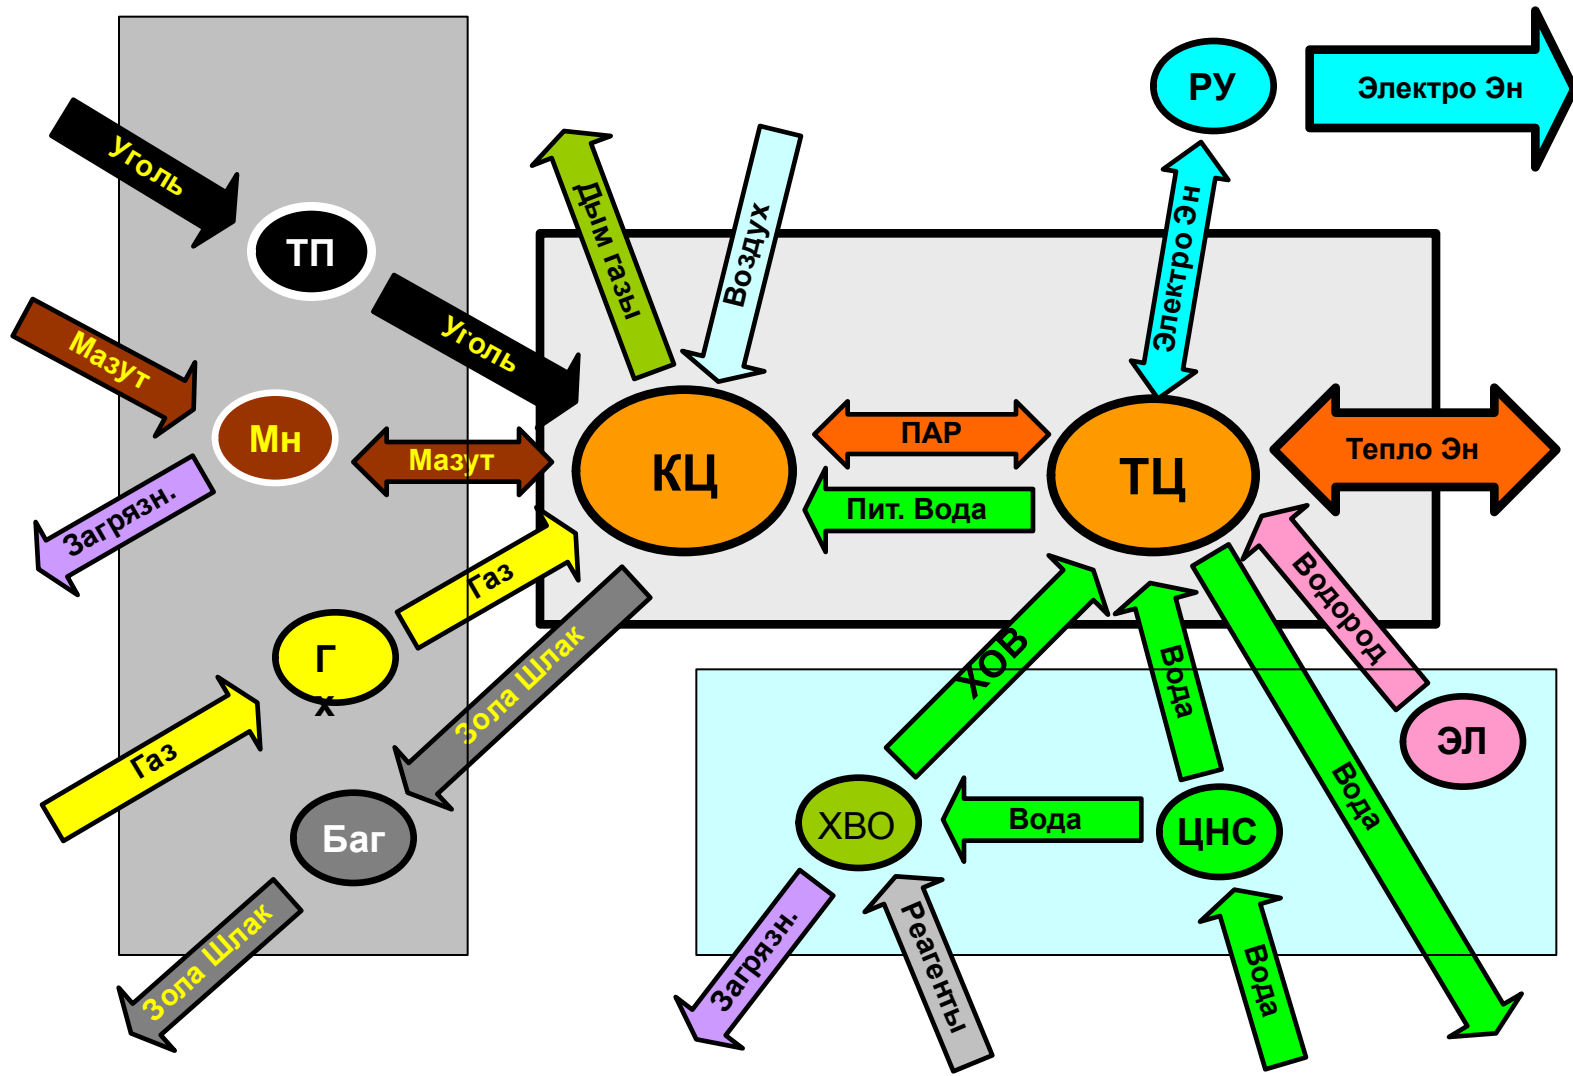 РУ
Электро Эн
Уголь
Дым газы
Воздух
Электро Эн
ТП
Уголь
Мазут
Мн
Мазут
КЦ
ПАР
ТЦ
Тепло Эн
Загрязн.
Пит. Вода
Газ
Водород
Г
х
Зола Шлак
ХОВ
Вода
Газ
ЭЛ
Баг
ХВО
Вода
ЦНС
Вода
Зола Шлак
Загрязн.
Реагенты
Вода